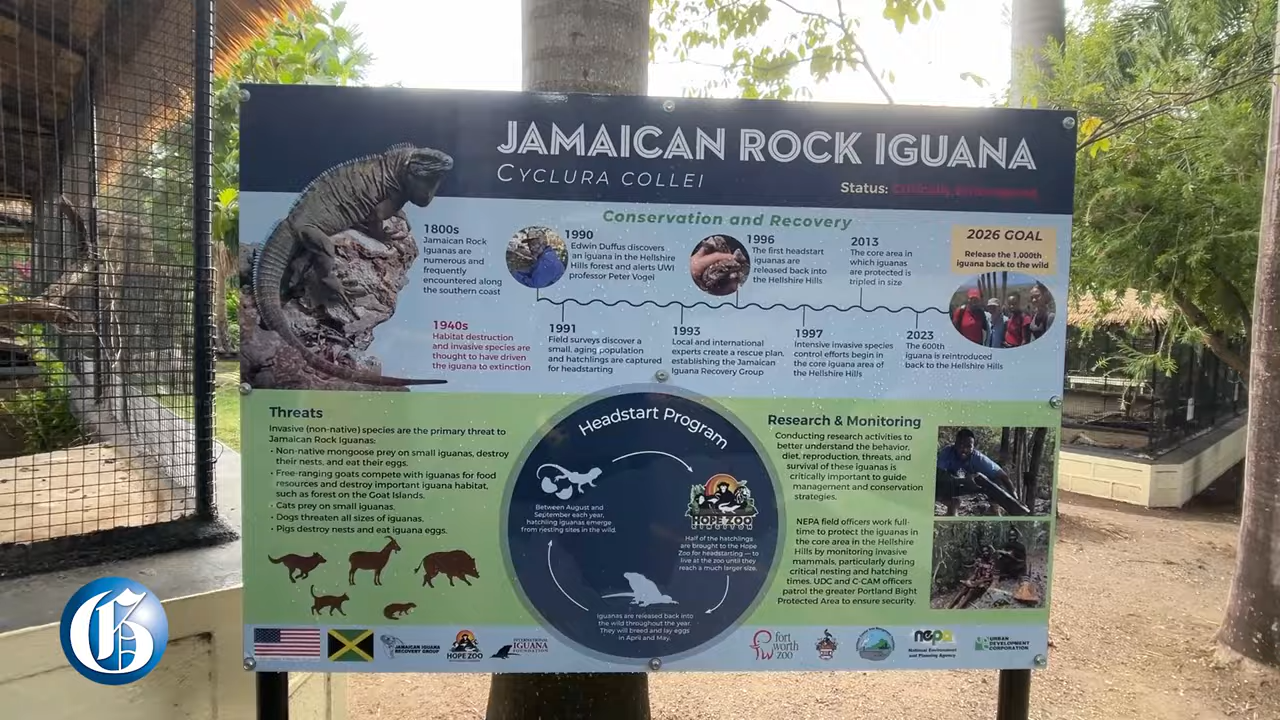 JAMAICAN ROCK IGUANA
CYCLURA COLLEI
Status: Critically Endangered
Conservation and Recovery
1800s
Jamaican Rock
Iguanas are
numerous and
frequently
encountered along
the southern coast
1990
Edwin Duffus discovers
an iguana in the Hellshire
Hills forest and alerts UWI
professor Peter Vogel
1996
The first headstart
iguanas are
released back into
the Hellshire Hills
2013
The core area in
which iguanas
are protected is
tripled in size
2026 GOAL
Release the 1,000th
iguana back to the wild
1940s
Habitat destruction
and invasive species are
thought to have driven
the iguana to extinction
1991
Field surveys discover a
small, aging population
and hatchlings are captured
for headstarting
1993
Local and international
experts create a rescue plan,
establishing the Jamaican
Iguana Recovery Group
1997
Intensive invasive species
control efforts begin in
the core iguana area of
the Hellshire Hills
2023
The 600th
iguana is reintroduced
back to the Hellshire Hills
Threats
Invasive (non-native) species are the primary threat to
Jamaican Rock Iguanas:
• Non-native mongoose prey on small iguanas, destroy
their nests, and eat their eggs.
• Free-ranging goats compete with iguanas for food
resources and destroy important iguana habitat,
such as forest on the Goat Islands.
• Cats prey on small iguanas.
• Dogs threaten all sizes of iguanas.
• Pigs destroy nests and eat iguana eggs.
Headstart Program
Between August and
September each year,
hatchling iguanas emerge
from nesting sites in the wild.
HOPE ZOO
KINGSTON
Half of the hatchlings
are brought to the Hope
Zoo for headstarting — to
live at the zoo until they
reach a much larger size.
Iguanas are released back into
the wild throughout the year.
They will breed and lay eggs
in April and May.
Research & Monitoring
Conducting research activities to
better understand the behavior,
diet, reproduction, threats, and
survival of these iguanas is
critically important to guide
management and conservation
strategies.
NEPA field officers work full-
time to protect the iguanas in
the core area in the Hellshire
Hills by monitoring invasive
mammals, particularly during
critical nesting and hatching
times. UDC and C-CAM officers
patrol the greater Portland Bight
Protected Area to ensure security.
JAMAICAN IGUANA
RECOVERY GROUP
HOPE ZOO
INTERNATIONAL
IGUANA
FOUNDATION
fort
worth
zoo
nepa
National Environment
and Planning Agency
URBAN
DEVELOPMENT
CORPORATION
G